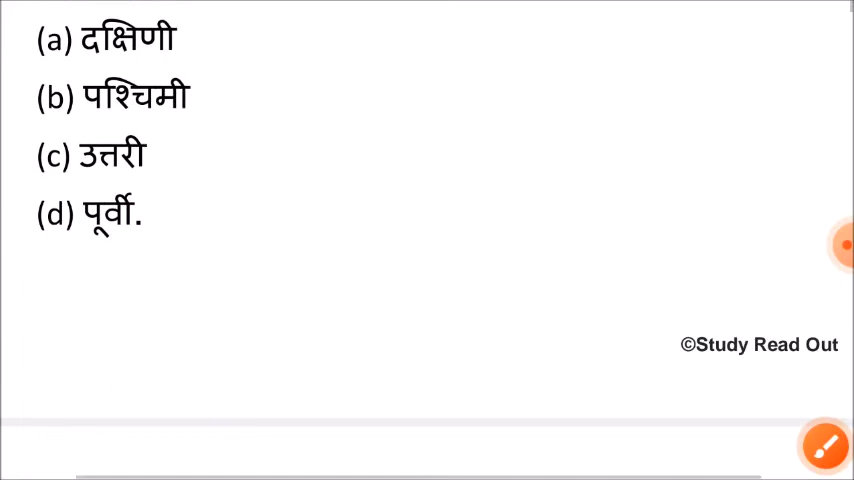 (a) दक्षिणी
(b) पश्चिमी
(c) उत्तरी
(d) पूर्वी.
©Study Read Out